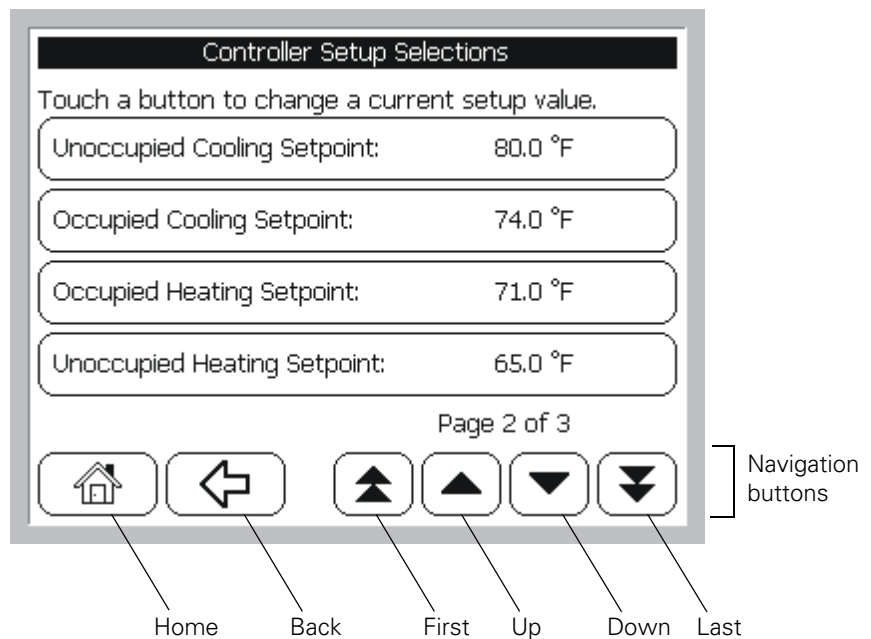 Controller Setup Selections
Touch a button to change a current setup value.
Unoccupied Cooling Setpoint: 80.0 °F
Occupied Cooling Setpoint: 74.0 °F
Occupied Heating Setpoint: 71.0 °F
Unoccupied Heating Setpoint: 65.0 °F
Page 2 of 3
Navigation
buttons
Home Back First Up Down Last